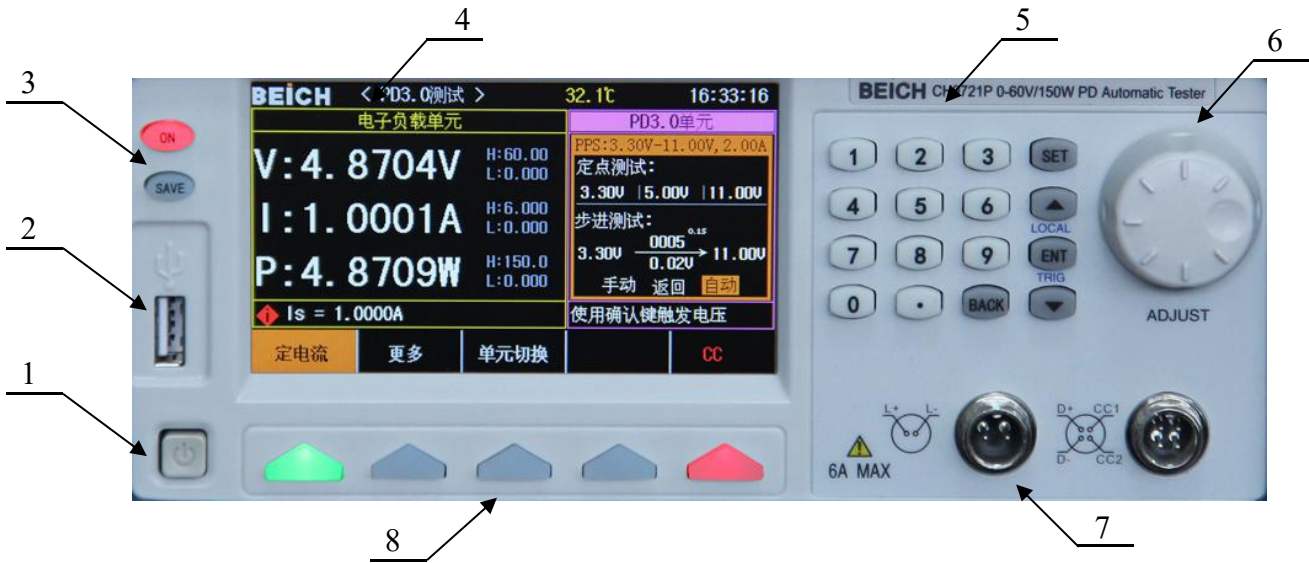 4
5
6
3
2
1
8
7
ON
SAVE
BEICH < PD3.0测试 > 32.1℃ 16:33:16
电子负载单元
V:4.8704V H:60.00
L:0.000
I:1.0001A H:6.000
L:0.000
P:4.8709W H:150.0
L:0.000
Is = 1.0000A
PD3.0单元
PPS:3.30V-11.00V,2.00A
定点测试:
3.30V |5.00V |11.00V
步进测试:
0005 0.1S
3.30V 11.00V
0.02V
手动 返回 自动
使用确认键触发电压
定电流 更多 单元切换 CC
BEICH 0-60V/150W PD Automatic Tester
1 2 3 SET
4 5 6
LOCAL
7 8 9 ENT
TRIG
0 . BACK
ADJUST
L+ L-
6A MAX
D+ CC1
D- CC2